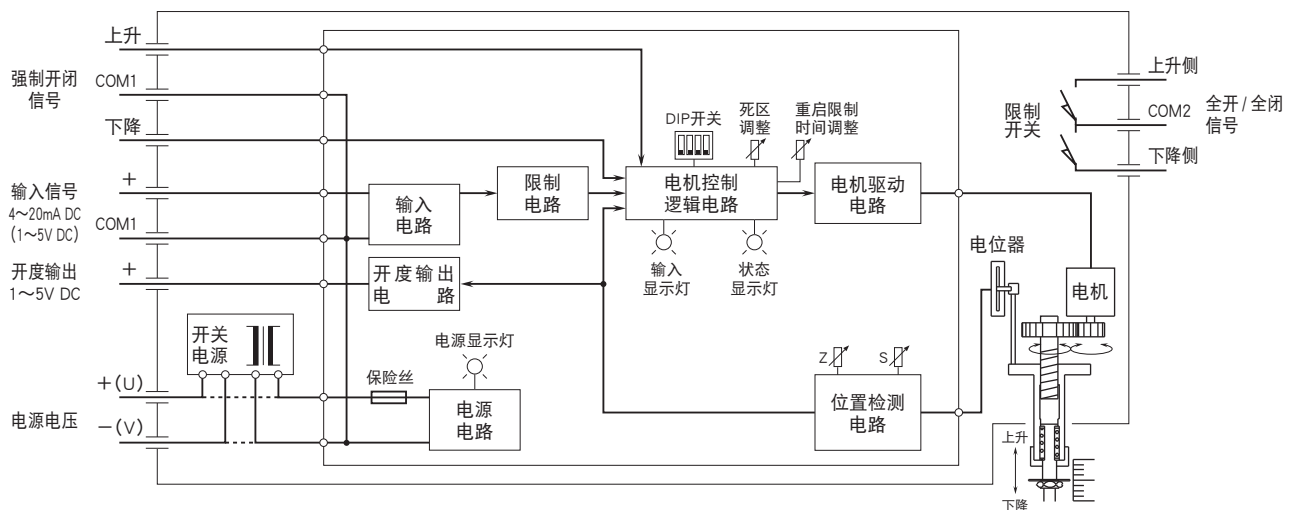 上升
强制开闭
信号
COM1
下降
输入信号
4~20mA DC
(1~5V DC)
+
COM1
开度输出
1~5V DC
+
开关
电源
电源电压
+(U)
-(V)
保险丝
电源显示灯
电源
电路
输入
电路
限制
电路
开度输出
电 路
DIP开关
死区
调整
重启限制
时间调整
电机控制
逻辑电路
输入
显示灯
状态
显示灯
电机驱动
电路
Z
S
位置检测
电路
电位器
电机
限制
开关
上升侧
COM2
下降侧
全开/全闭
信号
上升
下降